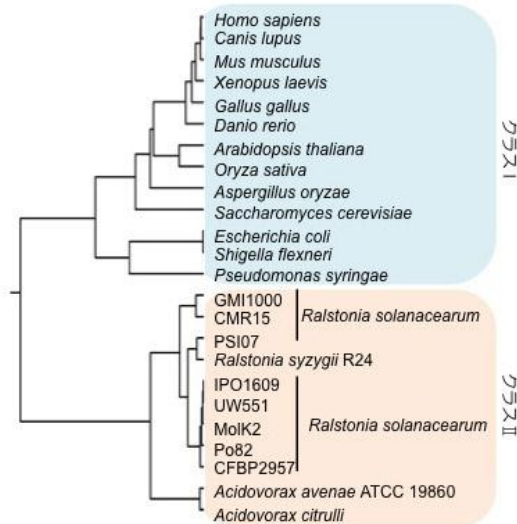 Homo sapiens
Canis lupus
Mus musculus
Xenopus laevis
Gallus gallus
Danio rerio
Arabidopsis thaliana
Oryza sativa
Aspergillus oryzae
Saccharomyces cerevisiae
Escherichia coli
Shigella flexneri
Pseudomonas syringae
クラスⅠ
GMI1000
CMR15
Ralstonia solanacearum
PSI07
Ralstonia syzygii R24
IPO1609
UW551
MolK2
Po82
CFBP2957
Ralstonia solanacearum
Acidovorax avenae ATCC 19860
Acidovorax citrulli
クラスⅡ